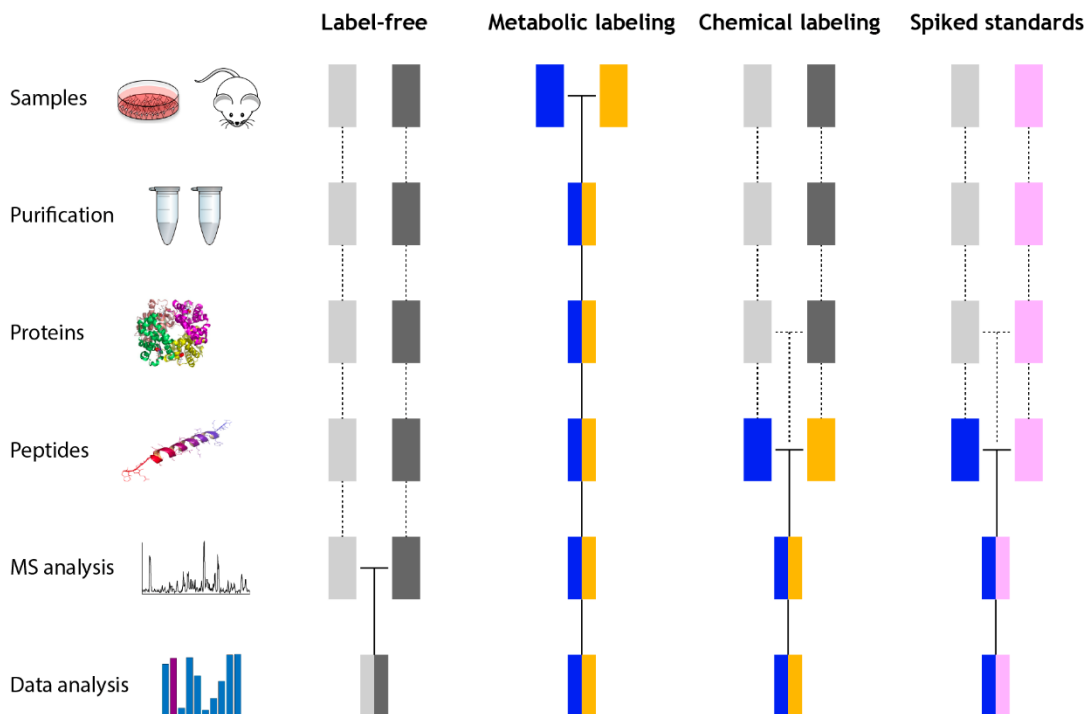 Label-free Metabolic labeling Chemical labeling Spiked standards
Samples
Purification
Proteins
Peptides
MS analysis
Data analysis